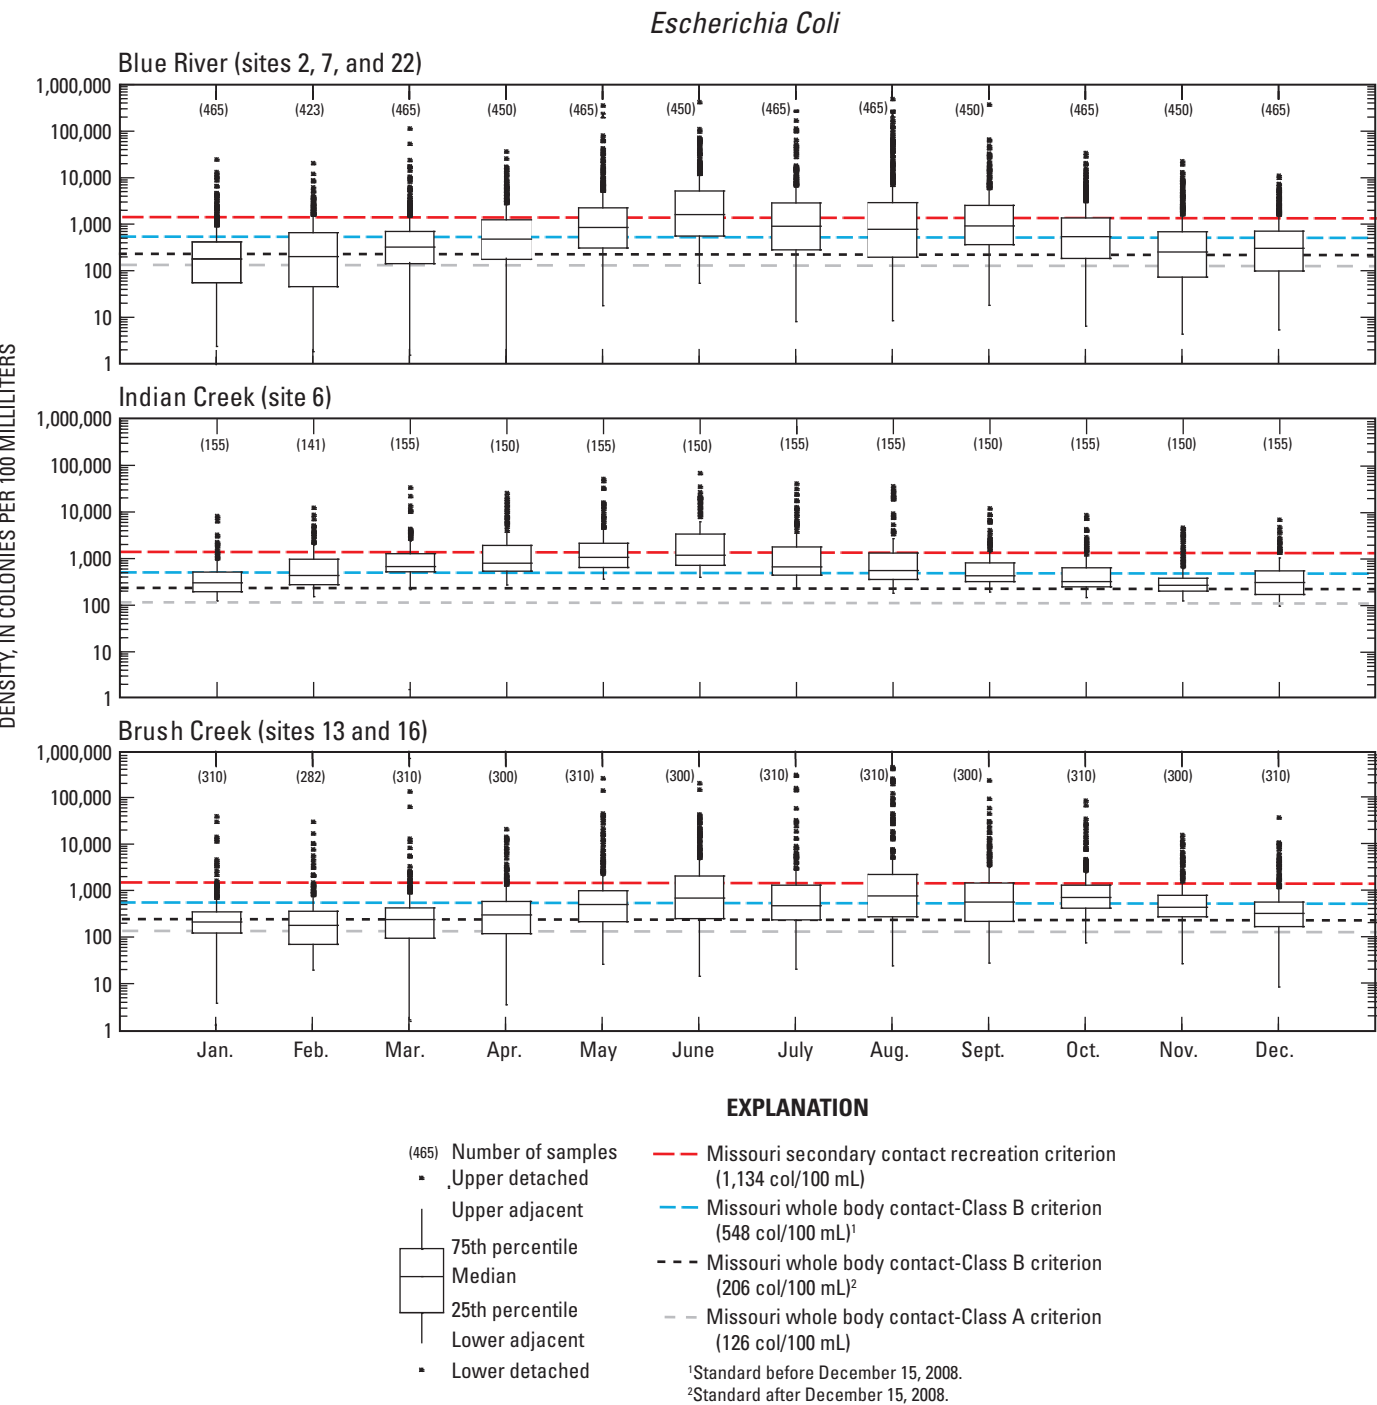 Escherichia Coli
Blue River (sites 2, 7, and 22)
1,000,000
100,000
10,000
1,000
100
10
1
(465) (423) (465) (450) (465) (450) (465) (465) (450) (465) (450) (465)
DENSITY, IN COLONIES PER 100 MILLILITERS
Indian Creek (site 6)
1,000,000
100,000
10,000
1,000
100
10
1
(155) (141) (155) (150) (155) (150) (155) (155) (150) (155) (150) (155)
Brush Creek (sites 13 and 16)
1,000,000
100,000
10,000
1,000
100
10
1
(310) (282) (310) (300) (310) (300) (310) (310) (300) (310) (300) (310)
Jan. Feb. Mar. Apr. May June July Aug. Sept. Oct. Nov. Dec.
EXPLANATION
(465) Number of samples
Upper detached
Upper adjacent
75th percentile
Median
25th percentile
Lower adjacent
Lower detached
Missouri secondary contact recreation criterion
(1,134 col/100 mL)
Missouri whole body contact-Class B criterion
(548 col/100 mL)¹
Missouri whole body contact-Class B criterion
(206 col/100 mL)²
Missouri whole body contact-Class A criterion
(126 col/100 mL)
¹Standard before December 15, 2008.
²Standard after December 15, 2008.